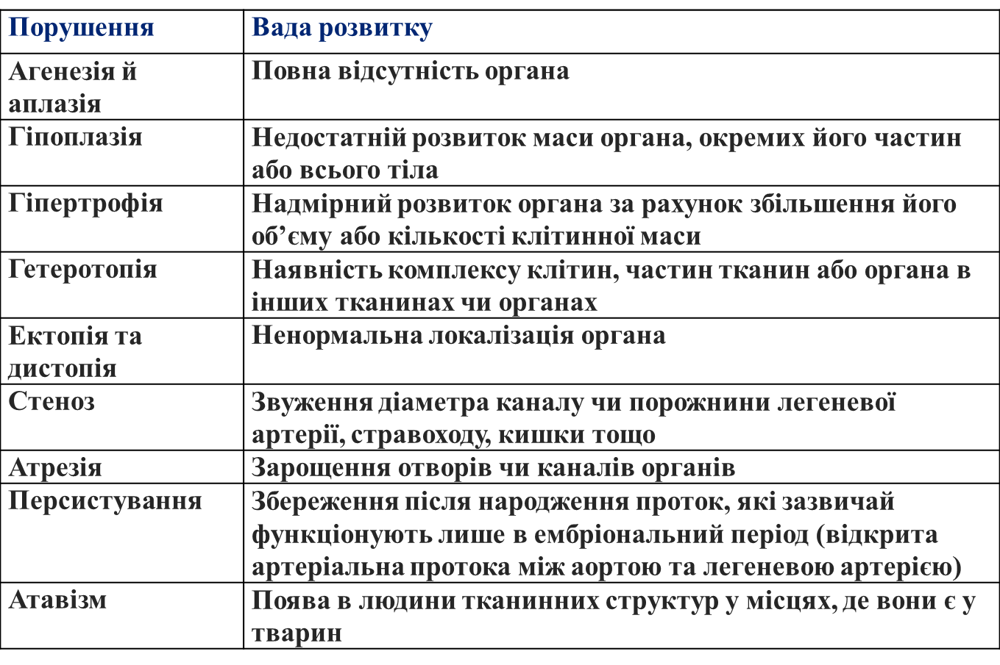 Порушення
Вада розвитку
Агенезія й
аплазія
Повна відсутність органа
Гіпоплазія
Недостатній розвиток маси органа, окремих його частин
або всього тіла
Гіпертрофія
Надмірний розвиток органа за рахунок збільшення його
об’єму або кількості клітинної маси
Гетеротопія
Наявність комплексу клітин, частин тканин або органа в
інших тканинах чи органах
Ектопія та
дистопія
Ненормальна локалізація органа
Стеноз
Звуження діаметра каналу чи порожнини легеневої
артерії, стравоходу, кишки тощо
Атрезія
Зарощення отворів чи каналів органів
Персистування
Збереження після народження проток, які зазвичай
функціонують лише в ембріональний період (відкрита
артеріальна протока між аортою та легеневою артерією)
Атавізм
Поява в людини тканинних структур у місцях, де вони є у
тварин